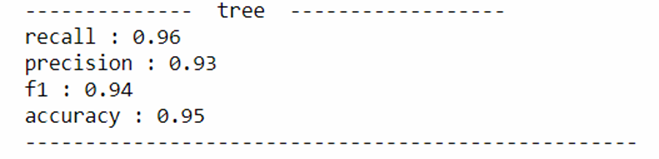 --------------  tree  ------------------
recall : 0.96
precision : 0.93
f1 : 0.94
accuracy : 0.95
---------------------------------------------------